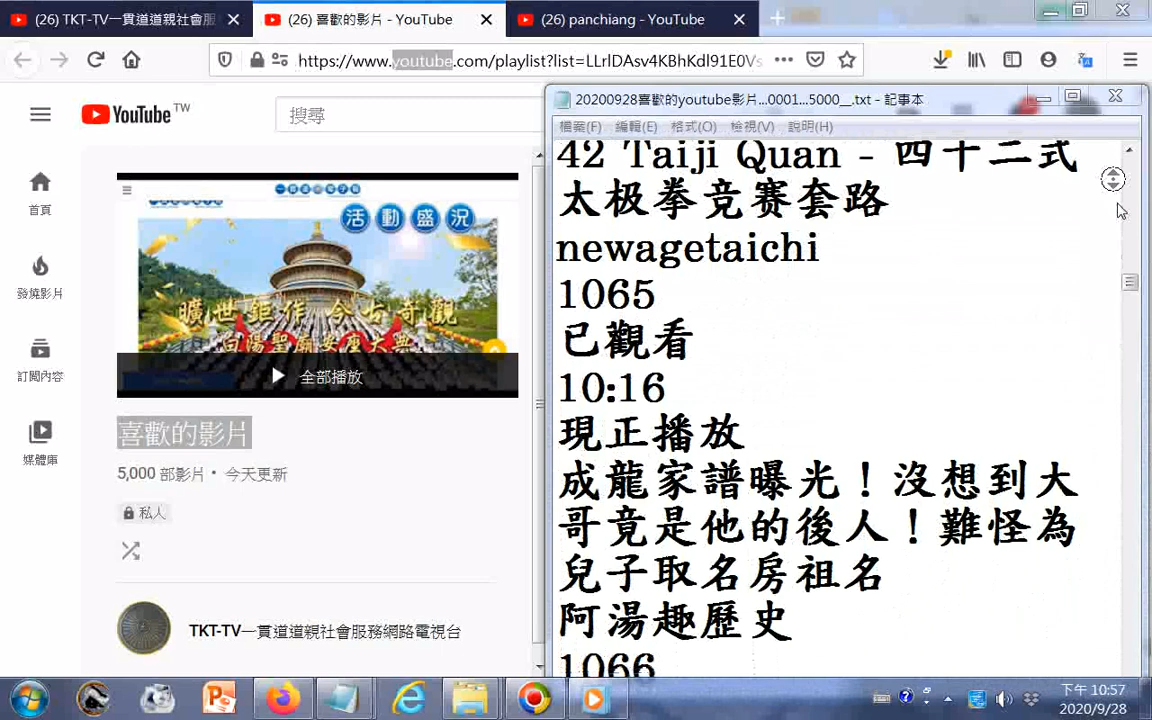 (26) TKT-TV一貫道道親社會服
(26) 喜歡的影片 - YouTube
(26) panchiang - YouTube
https://www.youtube.com/playlist?list=LLrlDAsv4KBhKdl91E0Vs
YouTube TW
搜尋
首頁
發燒影片
訂閱內容
媒體庫
活動盛況
曠世鉅作 今古奇觀
白陽聖廟安座大典
全部播放
喜歡的影片
5,000 部影片• 今天更新
私人
TKT-TV一貫道道親社會服務網路電視台
20200928喜歡的youtube影片...0001...5000__.txt - 記事本
檔案(F) 編輯(E) 格式(O) 檢視(V) 說明(H)
42 Taiji Quan - 四十二式
太极拳竞赛套路
newagetaichi
1065
已觀看
10:16
現正播放
成龍家譜曝光！沒想到大
哥竟是他的後人！難怪為
兒子取名房祖名
阿湯趣歷史
1066
下午 10:57
2020/9/28